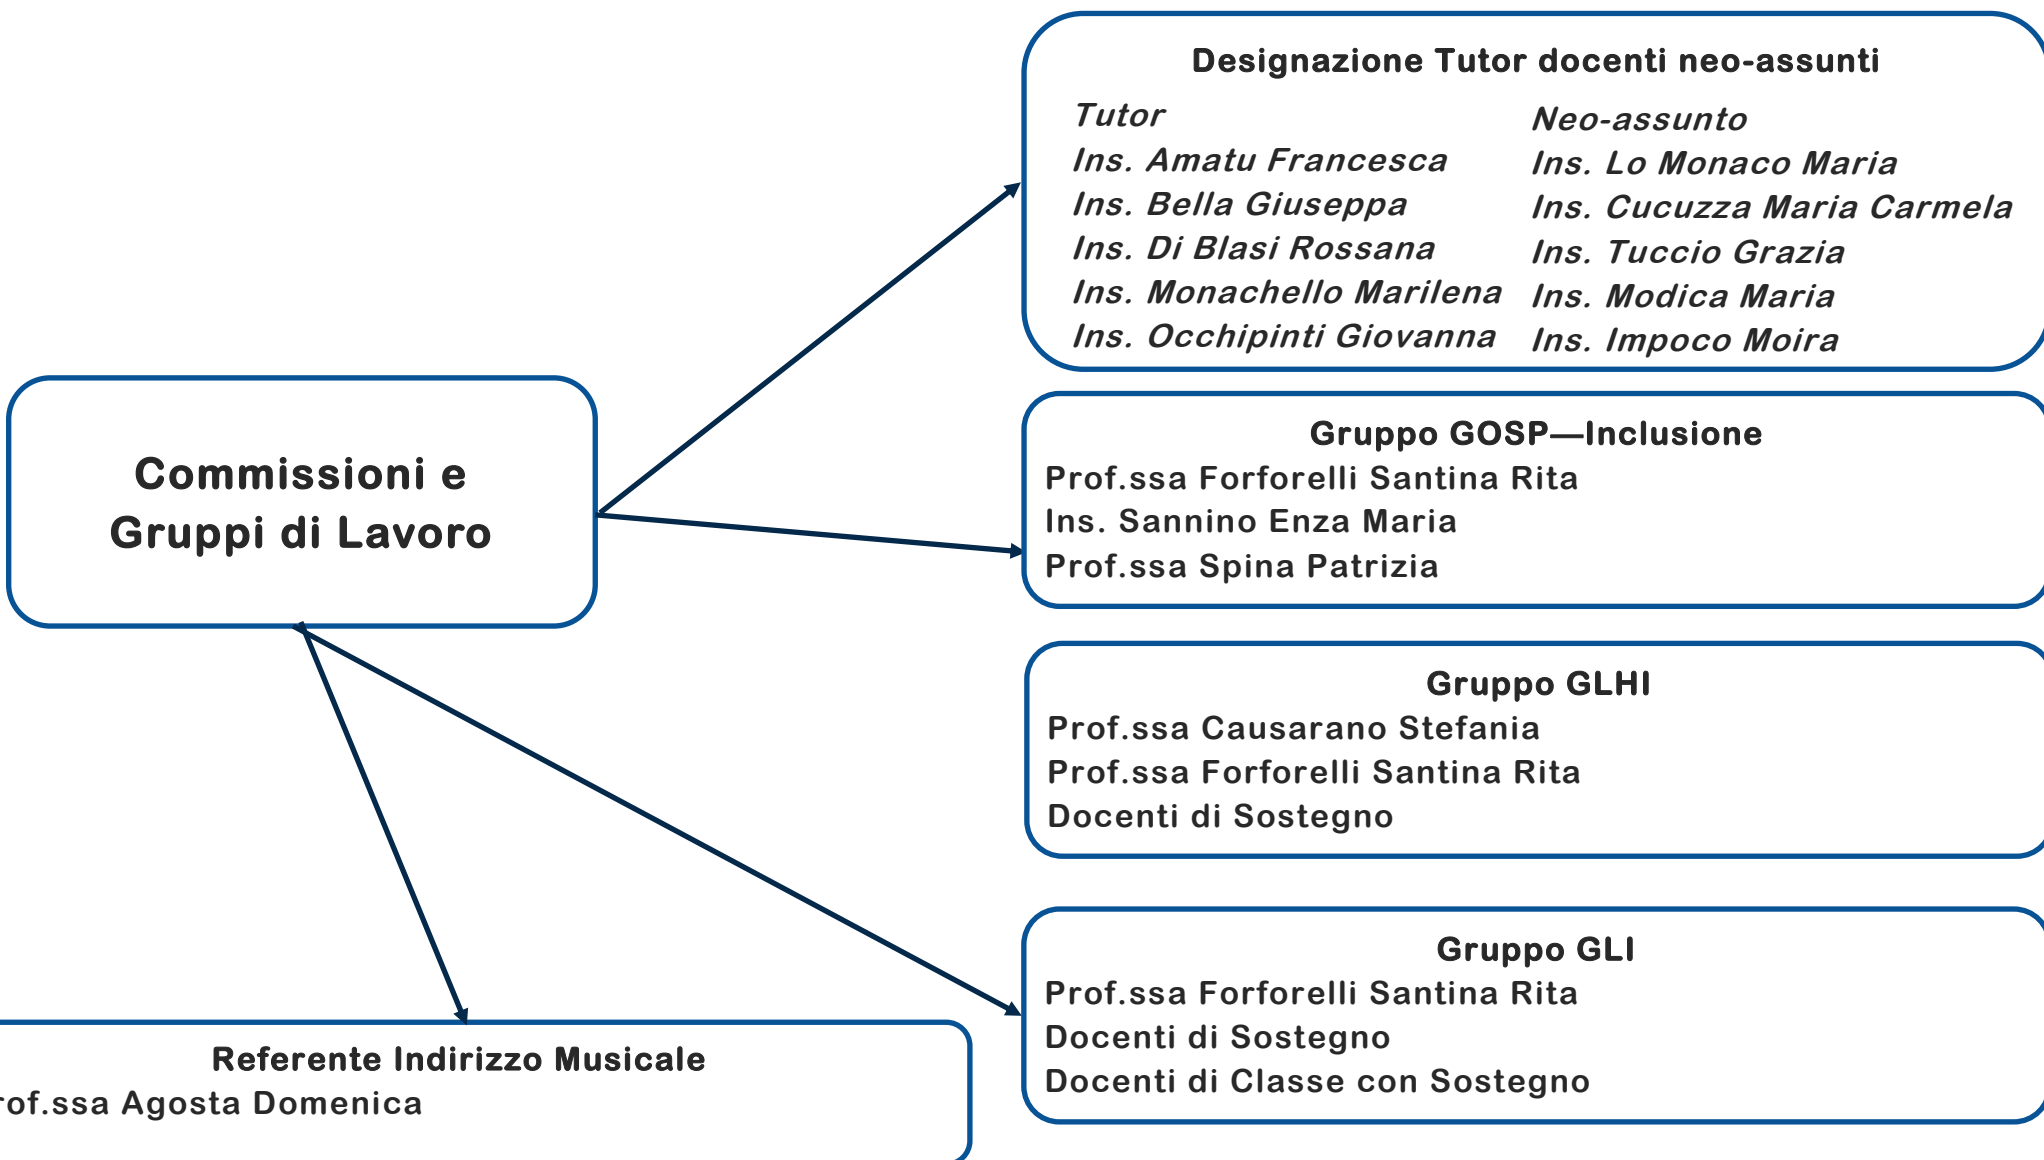 Designazione Tutor docenti neo-assunti
Tutor
Ins. Amatu Francesca
Ins. Bella Giuseppa
Ins. Di Blasi Rossana
Ins. Monachello Marilena
Ins. Occhipinti Giovanna
Neo-assunto
Ins. Lo Monaco Maria
Ins. Cucuzza Maria Carmela
Ins. Tuccio Grazia
Ins. Modica Maria
Ins. Impoco Moira
Commissioni e
Gruppi di Lavoro
Gruppo GOSP—Inclusione
Prof.ssa Forforelli Santina Rita
Ins. Sannino Enza Maria
Prof.ssa Spina Patrizia
Gruppo GLHI
Prof.ssa Causarano Stefania
Prof.ssa Forforelli Santina Rita
Docenti di Sostegno
Gruppo GLI
Prof.ssa Forforelli Santina Rita
Docenti di Sostegno
Docenti di Classe con Sostegno
Referente Indirizzo Musicale
rof.ssa Agosta Domenica